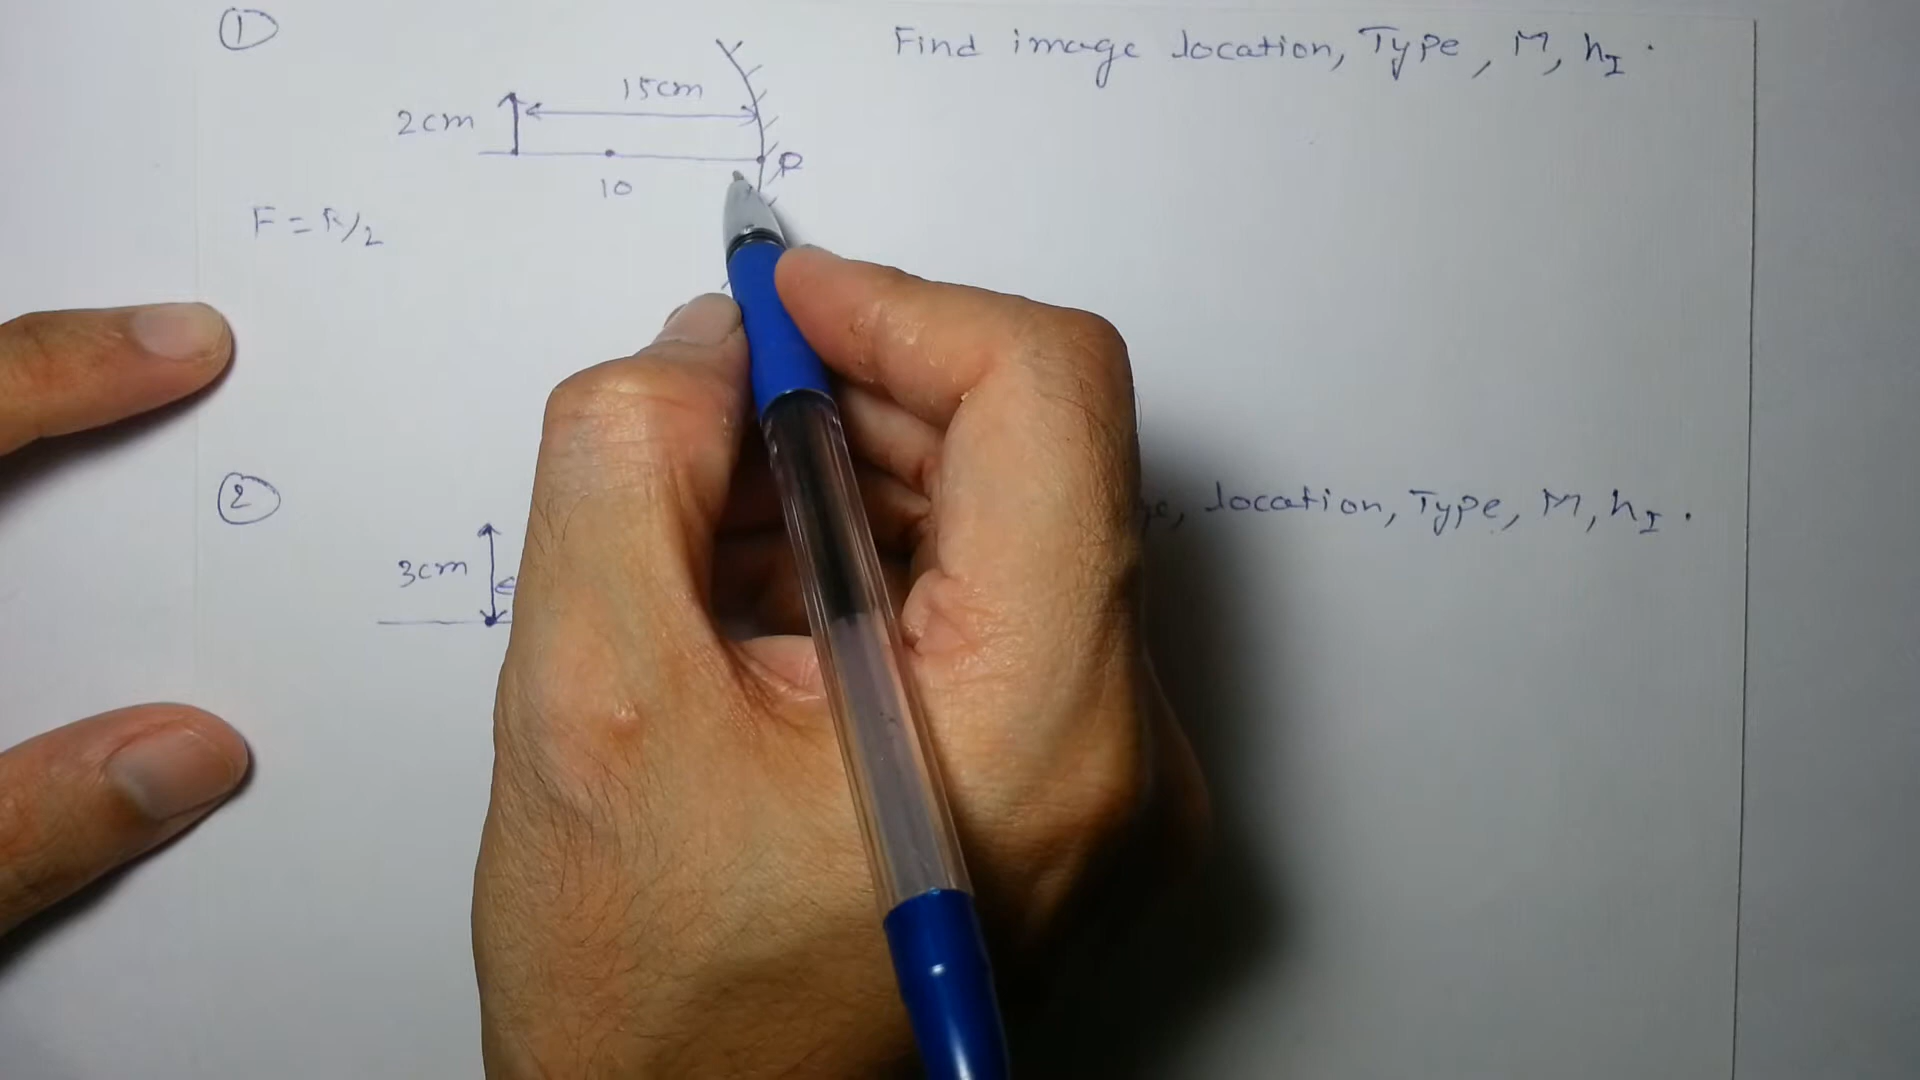 1
Find image location, Type, M, hI.
15cm
2cm
P
10
F = R/2
2
location, Type, M, hI.
3cm